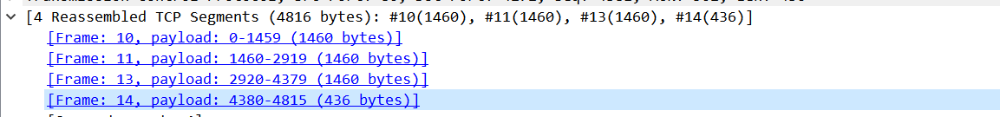 [4 Reassembled TCP Segments (4816 bytes): #10(1460), #11(1460), #13(1460), #14(436)]
[Frame: 10, payload: 0-1459 (1460 bytes)]
[Frame: 11, payload: 1460-2919 (1460 bytes)]
[Frame: 13, payload: 2920-4379 (1460 bytes)]
[Frame: 14, payload: 4380-4815 (436 bytes)]